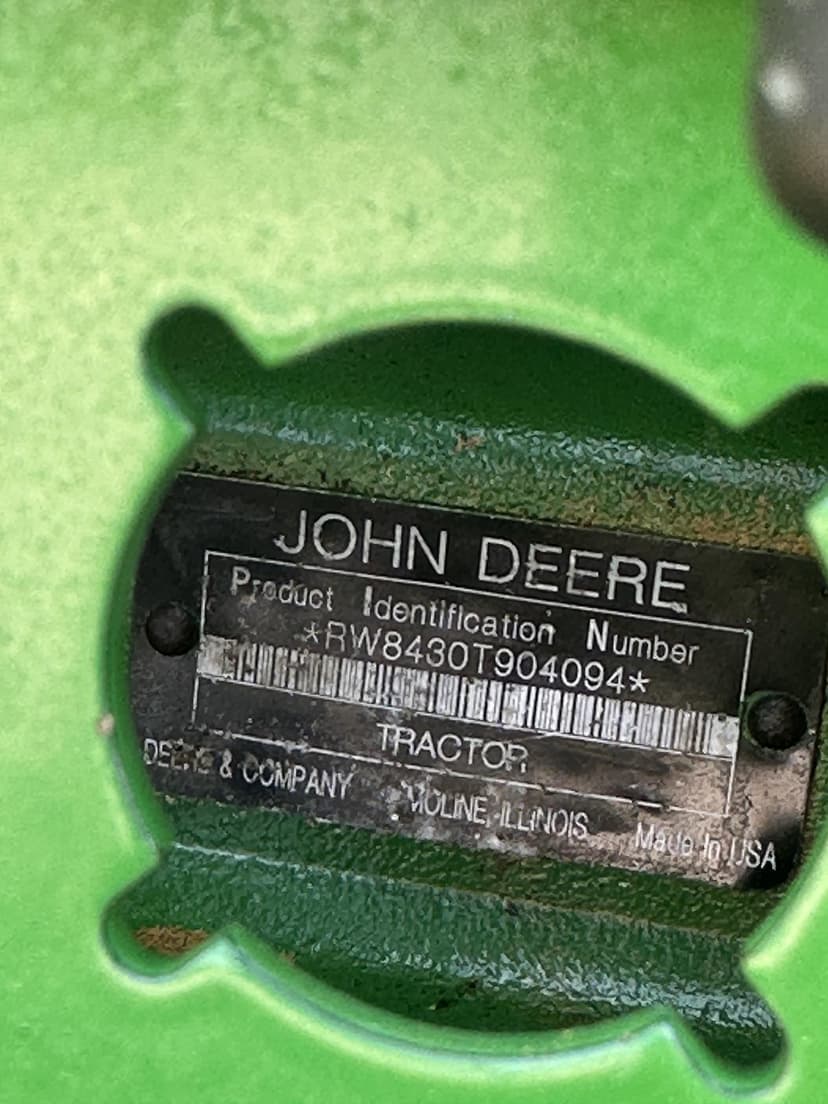 JOHN DEERE
Product Identification Number
*RW8430T904094*
TRACTOR
DEERE & COMPANY MOLINE, ILLINOIS Made In USA